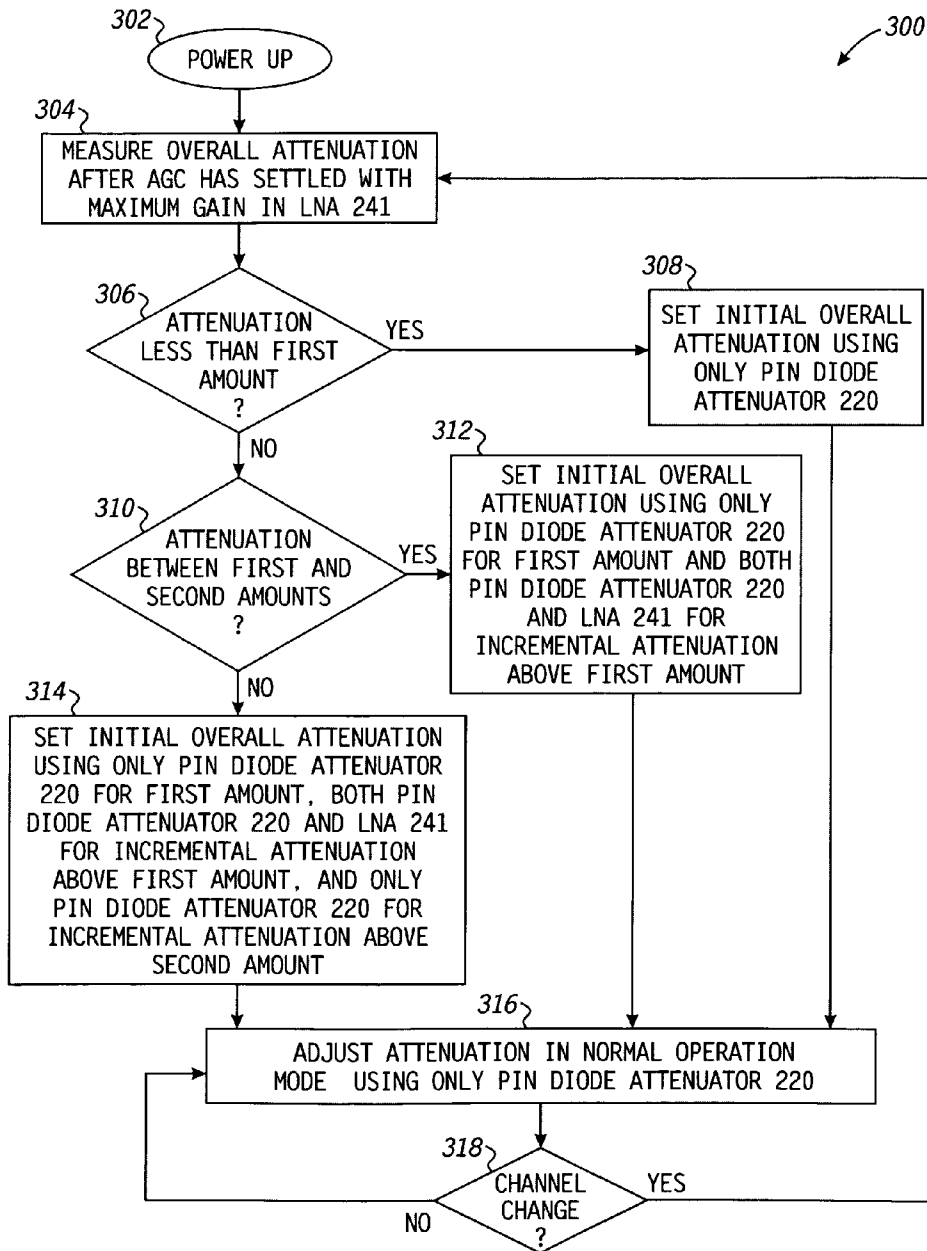 302
POWER UP
300
304
MEASURE OVERALL ATTENUATION
AFTER AGC HAS SETTLED WITH
MAXIMUM GAIN IN LNA 241
306
ATTENUATION
LESS THAN FIRST
AMOUNT
?
YES
NO
308
SET INITIAL OVERALL
ATTENUATION USING
ONLY PIN DIODE
ATTENUATOR 220
310
ATTENUATION
BETWEEN FIRST AND
SECOND AMOUNTS
?
YES
NO
312
SET INITIAL OVERALL
ATTENUATION USING ONLY
PIN DIODE ATTENUATOR 220
FOR FIRST AMOUNT AND BOTH
PIN DIODE ATTENUATOR 220
AND LNA 241 FOR
INCREMENTAL ATTENUATION
ABOVE FIRST AMOUNT
314
SET INITIAL OVERALL ATTENUATION
USING ONLY PIN DIODE ATTENUATOR
220 FOR FIRST AMOUNT, BOTH PIN
DIODE ATTENUATOR 220 AND LNA 241
FOR INCREMENTAL ATTENUATION
ABOVE FIRST AMOUNT, AND ONLY
PIN DIODE ATTENUATOR 220 FOR
INCREMENTAL ATTENUATION ABOVE
SECOND AMOUNT
316
ADJUST ATTENUATION IN NORMAL OPERATION
MODE USING ONLY PIN DIODE ATTENUATOR 220
318
CHANNEL
CHANGE
?
YES
NO